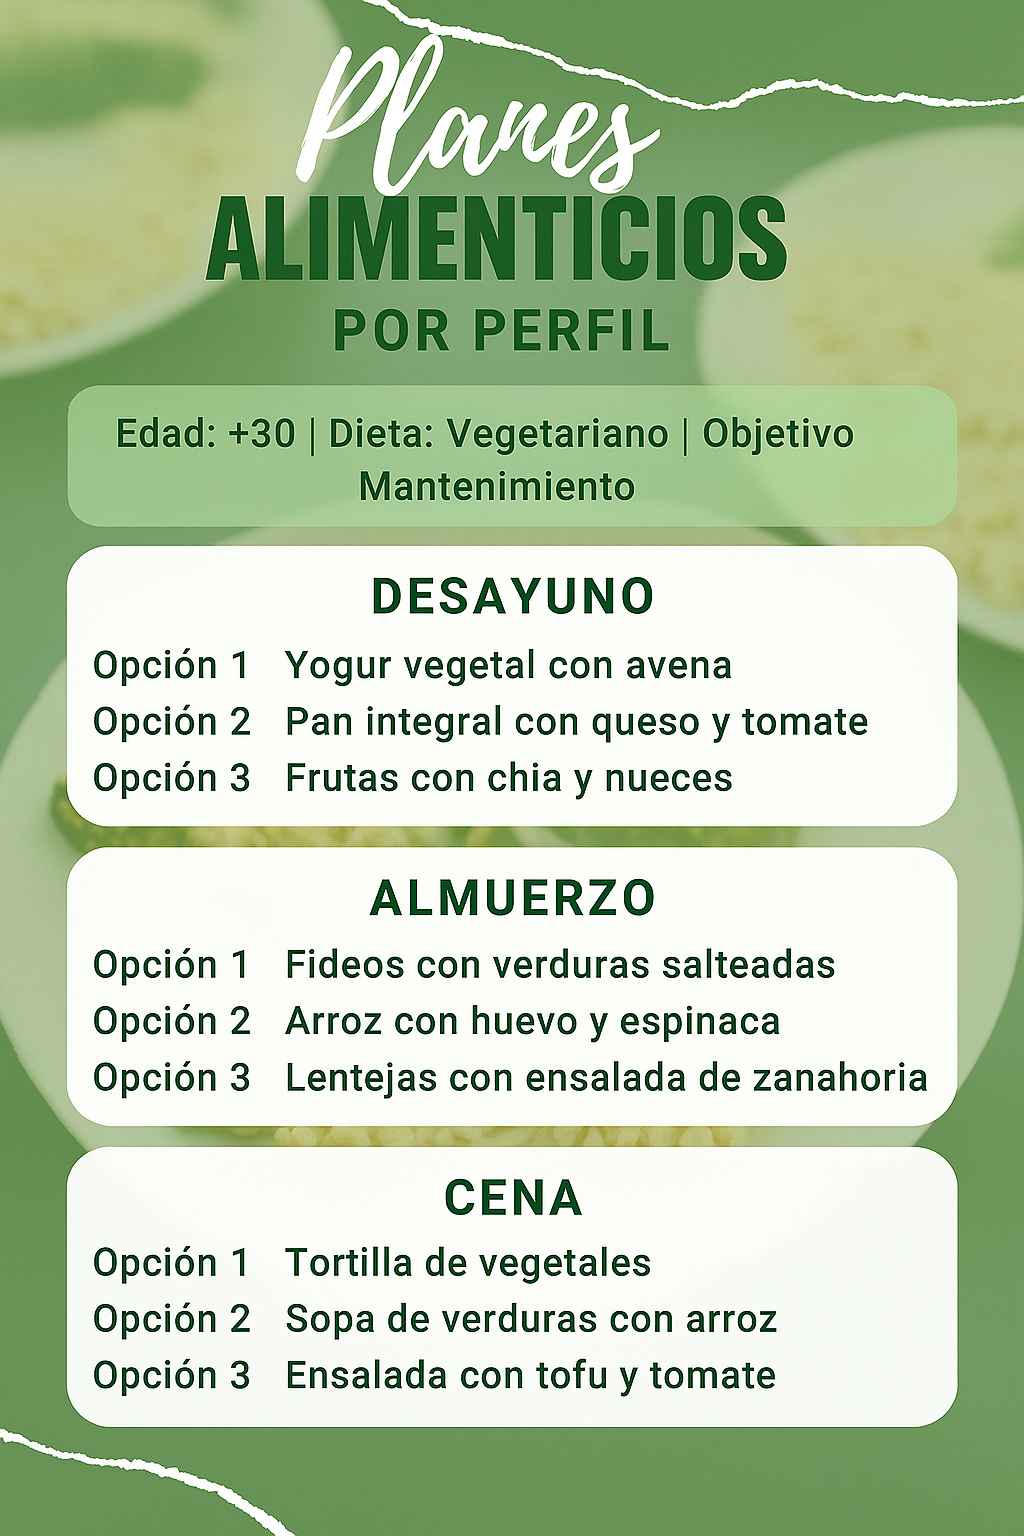 Planes
ALIMENTICIOS
POR PERFIL
Edad: +30 | Dieta: Vegetariano | Objetivo
Mantenimiento
DESAYUNO
Opción 1 Yogur vegetal con avena
Opción 2 Pan integral con queso y tomate
Opción 3 Frutas con chia y nueces
ALMUERZO
Opción 1 Fideos con verduras salteadas
Opción 2 Arroz con huevo y espinaca
Opción 3 Lentejas con ensalada de zanahoria
CENA
Opción 1 Tortilla de vegetales
Opción 2 Sopa de verduras con arroz
Opción 3 Ensalada con tofu y tomate